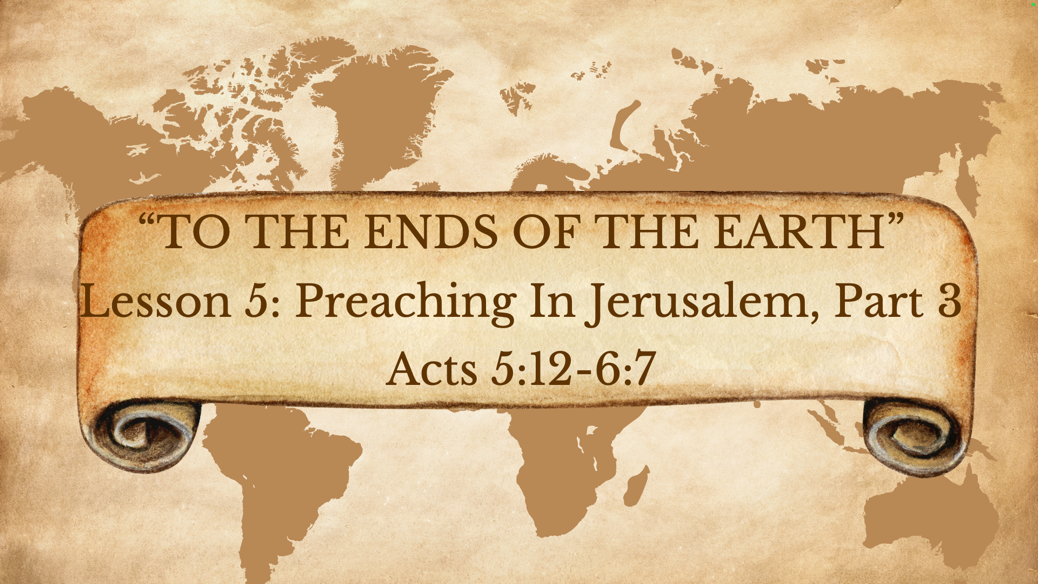 “TO THE ENDS OF THE EARTH”
Lesson 5: Preaching In Jerusalem, Part 3
Acts 5:12-6:7